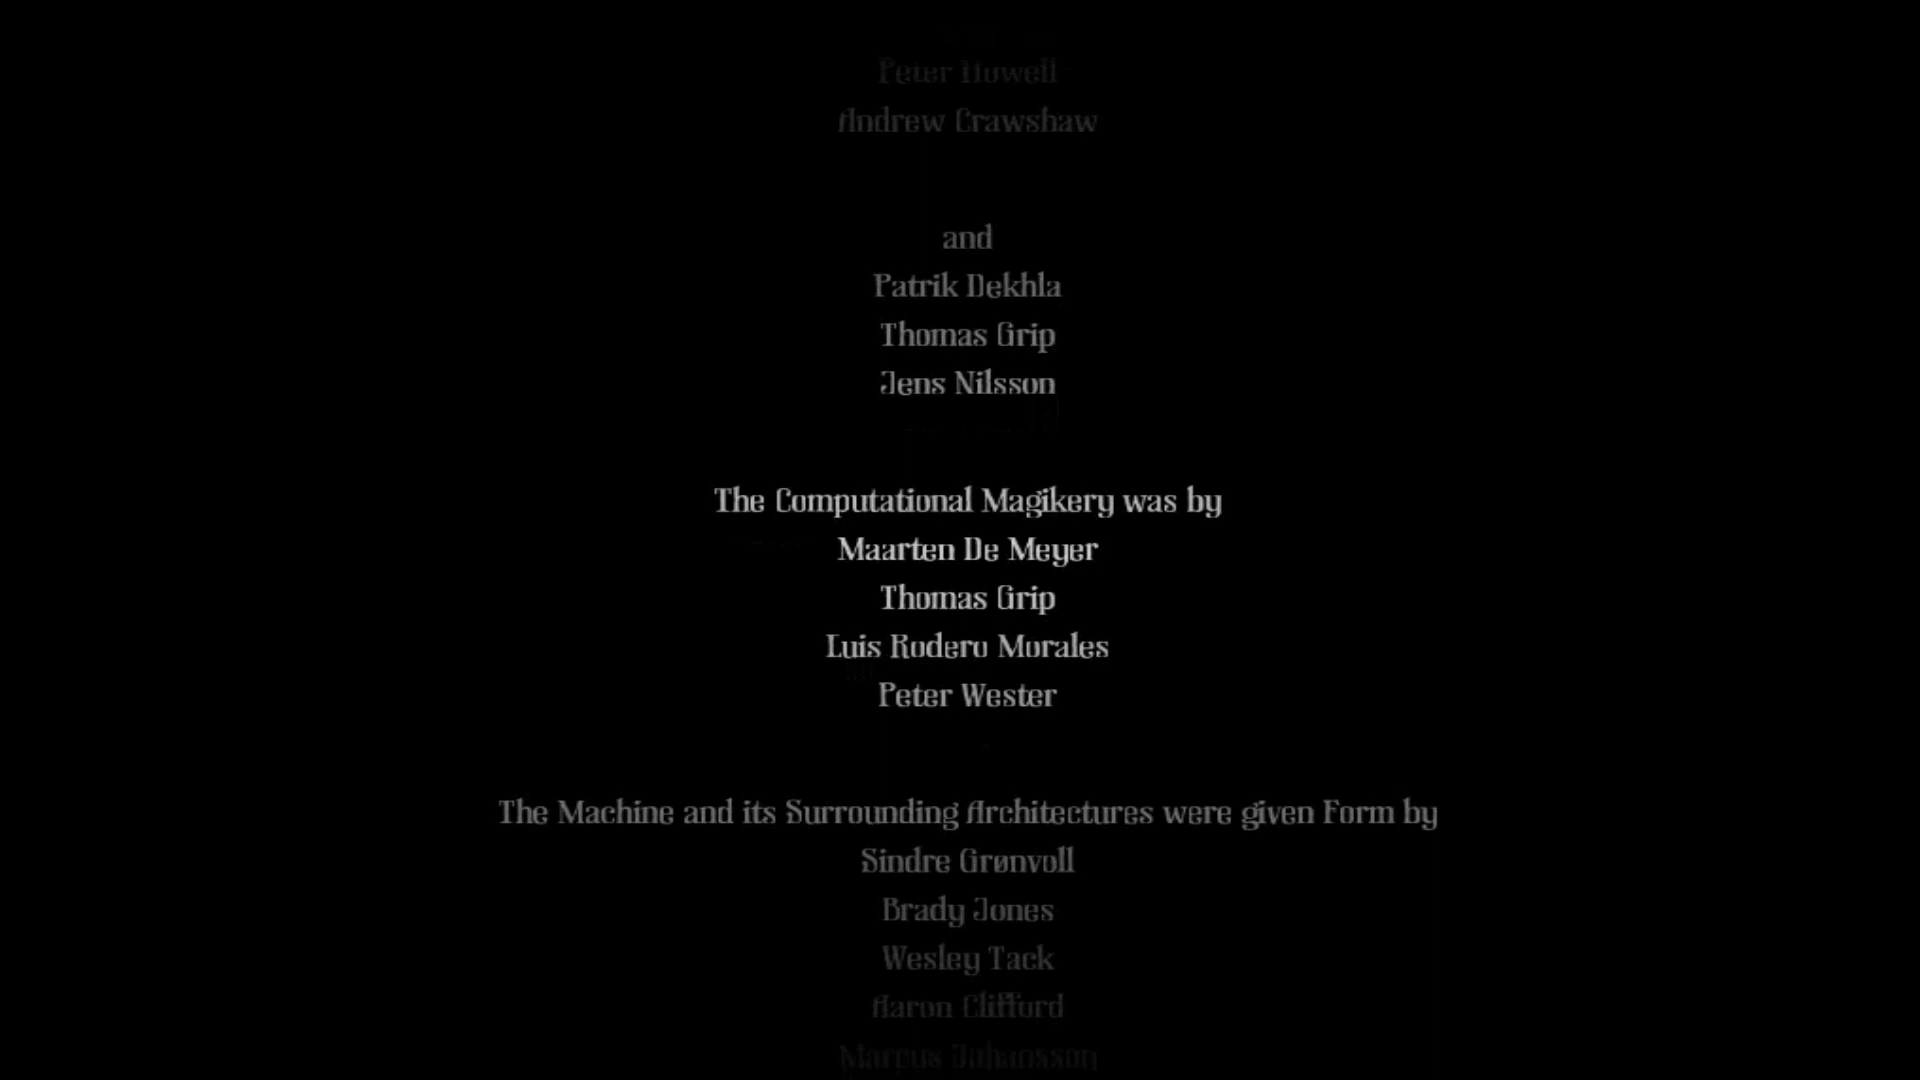 Peter Howell
Andrew Crawshaw
and
Patrik Dekhla
Thomas Grip
Jens Nilsson
The Computational Magikery was by
Maarten De Meyer
Thomas Grip
Luis Rodero Morales
Peter Wester
The Machine and its Surrounding Architectures were given Form by
Sindre Grønvoll
Brady Jones
Wesley Tack
Aaron Clifford
Marcus Johansson